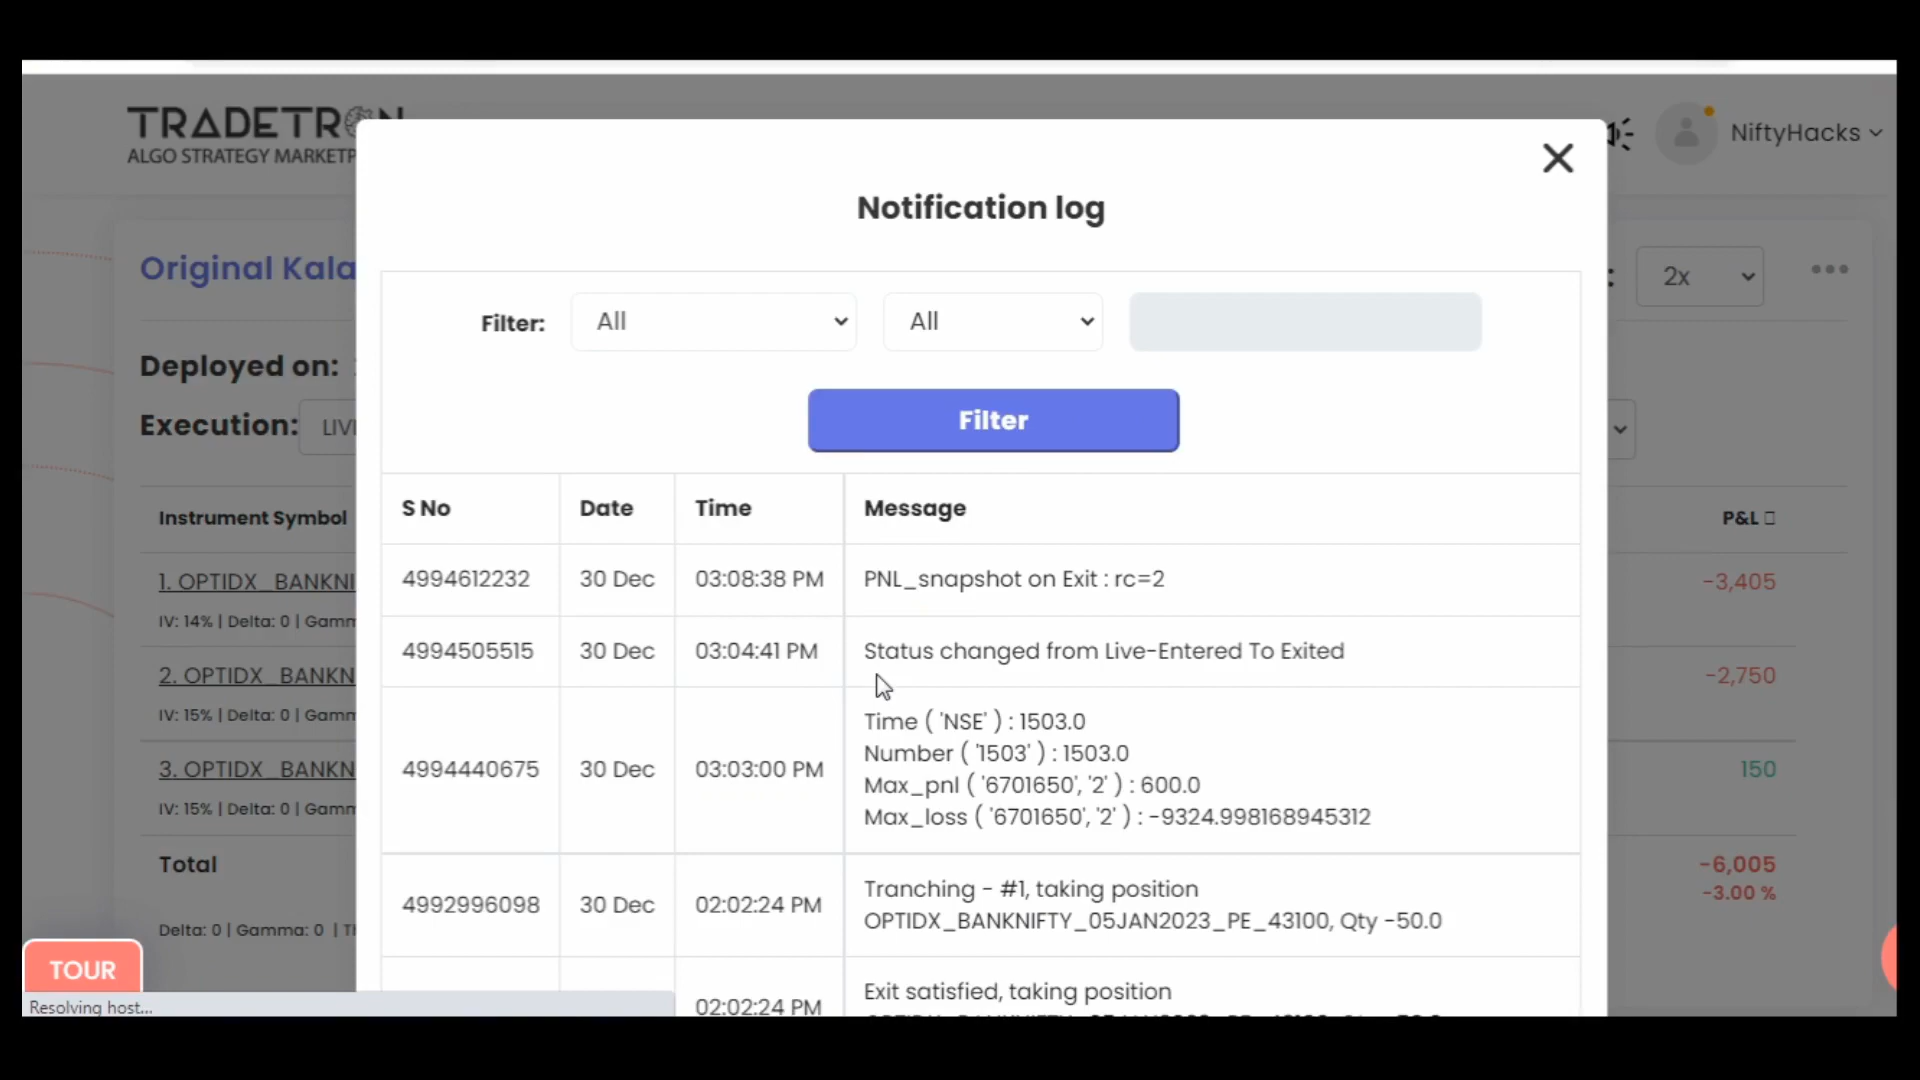 TRADETRON
ALGO STRATEGY MARKETP
NiftyHacks
Notification log
Original Kala
2x
Filter:
All
All
Deployed on:
Execution:
LIV
Filter
Instrument Symbol
P&L
S No
Date
Time
Message
4994612232
30 Dec
03:08:38 PM
PNL_snapshot on Exit : rc=2
4994505515
30 Dec
03:04:41 PM
Status changed from Live-Entered To Exited
4994440675
30 Dec
03:03:00 PM
Time ( 'NSE' ) : 1503.0
Number ( '1503' ) : 1503.0
Max_pnl ( '6701650', '2' ) : 600.0
Max_loss ( '6701650', '2' ) : -9324.998168945312
4992996098
30 Dec
02:02:24 PM
Tranching - #1, taking position
OPTIDX_BANKNIFTY_05JAN2023_PE_43100, Qty -50.0
02:02:24 PM
Exit satisfied, taking position
1. OPTIDX_BANKNI
IV: 14% | Delta: 0 | Gamm
-3,405
2. OPTIDX_BANKN
IV: 15% | Delta: 0 | Gamm
-2,750
3. OPTIDX_BANKN
IV: 15% | Delta: 0 | Gamm
150
Total
-6,005
-3.00 %
Delta: 0 | Gamma: 0 | T
TOUR
Resolving host...